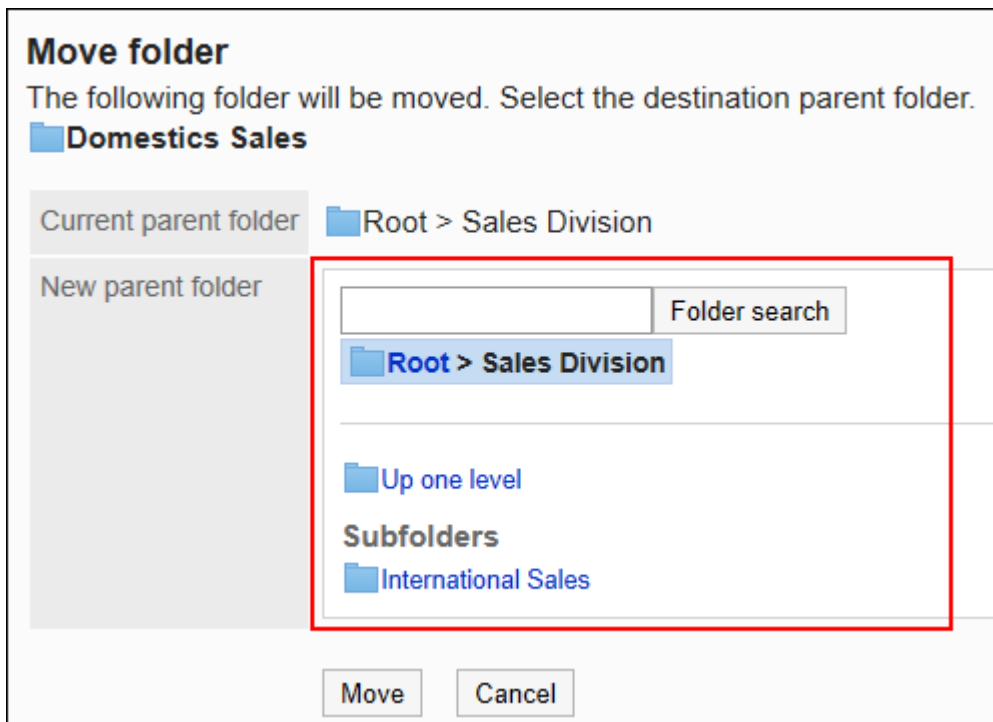 Move folder
The following folder will be moved. Select the destination parent folder.
Domestics Sales
Current parent folder
Root > Sales Division
New parent folder
Folder search
Root > Sales Division
Up one level
Subfolders
International Sales
Move
Cancel